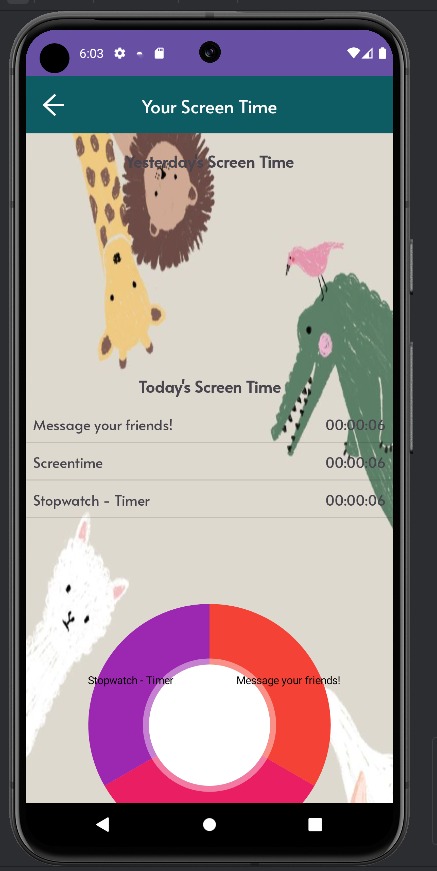 6:03
Your Screen Time
Yesterday's Screen Time
Today's Screen Time
Message your friends! 00:00:06
Screentime 00:00:06
Stopwatch - Timer 00:00:06
Stopwatch - Timer Message your friends!